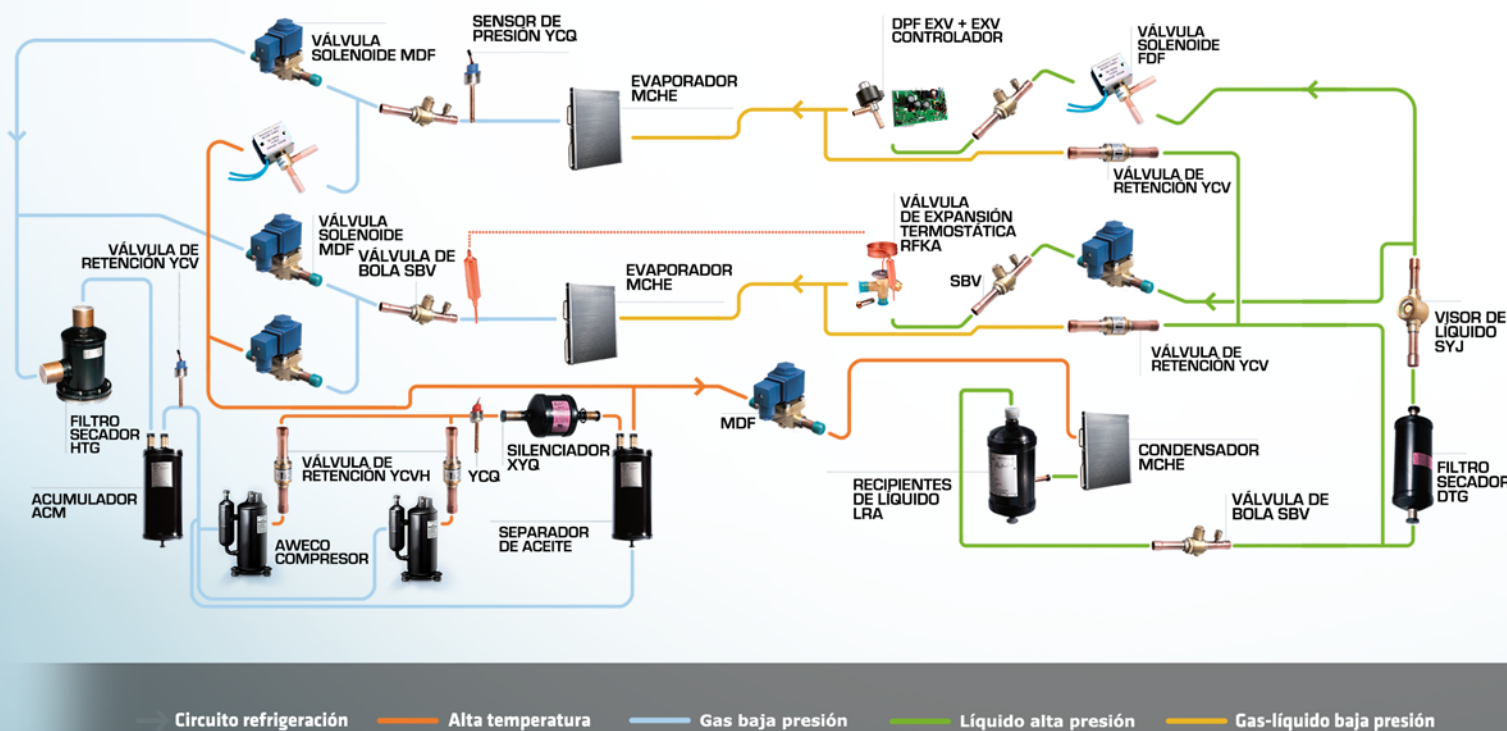 VÁLVULA
SOLENOIDE MDF
SENSOR DE
PRESIÓN YCQ
EVAPORADOR
MCHE
DPF EXV + EXV
CONTROLADOR
VÁLVULA
SOLENOIDE
FDF
VÁLVULA DE
RETENCIÓN YCV
VÁLVULA DE
RETENCIÓN YCV
VÁLVULA
SOLENOIDE
MDF
VÁLVULA DE
BOLA SBV
EVAPORADOR
MCHE
VÁLVULA
DE EXPANSIÓN
TERMOSTÁTICA
RFKA
SBV
VÁLVULA DE
RETENCIÓN YCV
VISOR DE
LÍQUIDO
SYJ
FILTRO
SECADOR
HTG
ACUMULADOR
ACM
VÁLVULA DE
RETENCIÓN YCVH
YCQ
SILENCIADOR
XYQ
AWECO
COMPRESOR
SEPARADOR
DE ACEITE
MDF
RECIPIENTES
DE LÍQUIDO
LRA
CONDENSADOR
MCHE
VÁLVULA DE
BOLA SBV
FILTRO
SECADOR
DTG
Circuito refrigeración Alta temperatura Gas baja presión Líquido alta presión Gas-líquido baja presión